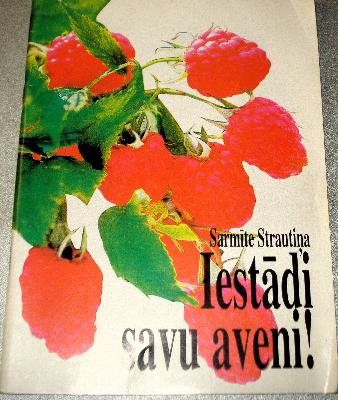 Sarmīte Strautiņa
Iestādi
savu aveni!